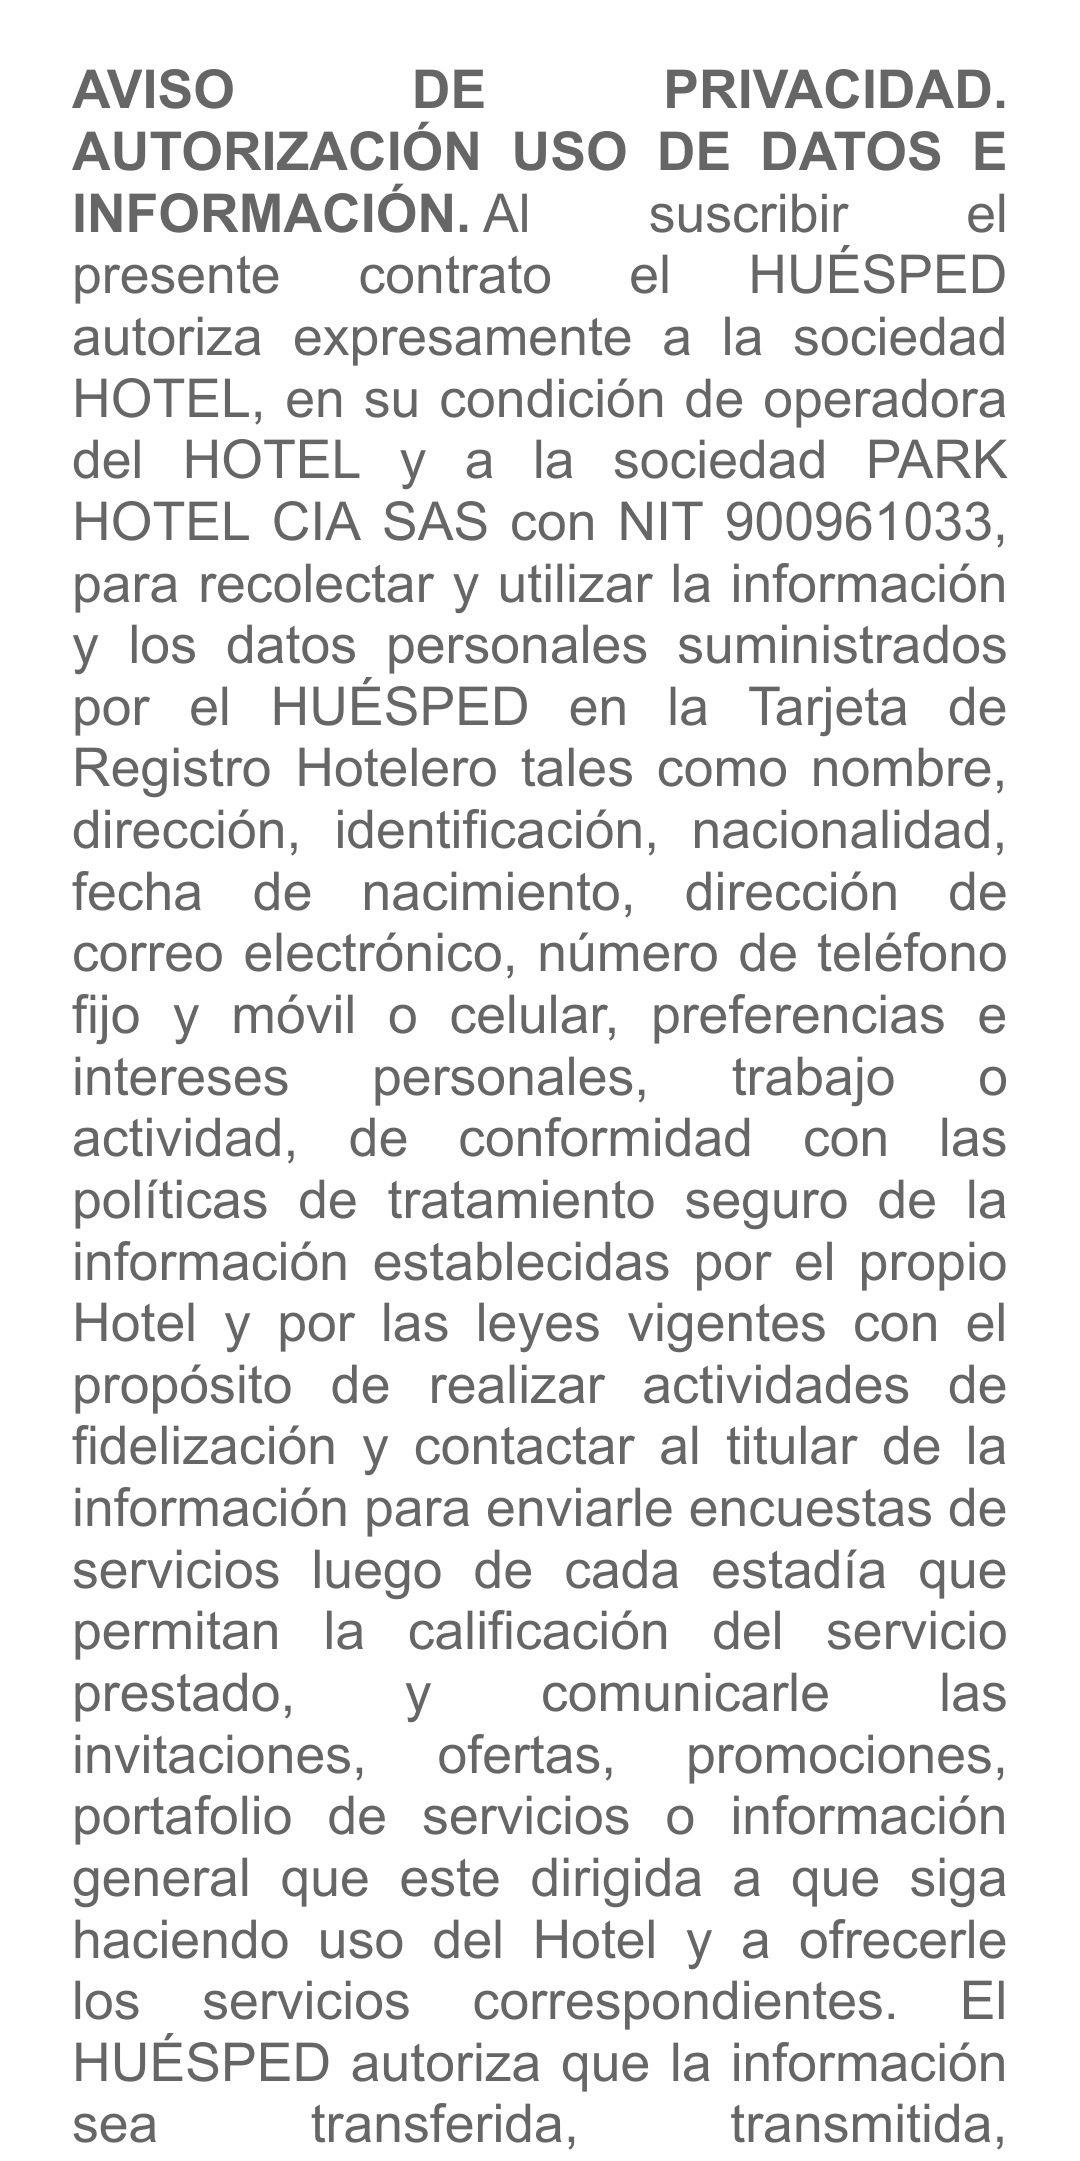 AVISO DE PRIVACIDAD.
AUTORIZACIÓN USO DE DATOS E
INFORMACIÓN. Al suscribir el
presente contrato el HUÉSPED
autoriza expresamente a la sociedad
HOTEL, en su condición de operadora
del HOTEL y a la sociedad PARK
HOTEL CIA SAS con NIT 900961033,
para recolectar y utilizar la información
y los datos personales suministrados
por el HUÉSPED en la Tarjeta de
Registro Hotelero tales como nombre,
dirección, identificación, nacionalidad,
fecha de nacimiento, dirección de
correo electrónico, número de teléfono
fijo y móvil o celular, preferencias e
intereses personales, trabajo o
actividad, de conformidad con las
políticas de tratamiento seguro de la
información establecidas por el propio
Hotel y por las leyes vigentes con el
propósito de realizar actividades de
fidelización y contactar al titular de la
información para enviarle encuestas de
servicios luego de cada estadía que
permitan la calificación del servicio
prestado, y comunicarle las
invitaciones, ofertas, promociones,
portafolio de servicios o información
general que este dirigida a que siga
haciendo uso del Hotel y a ofrecerle
los servicios correspondientes. El
HUÉSPED autoriza que la información
sea transferida, transmitida,